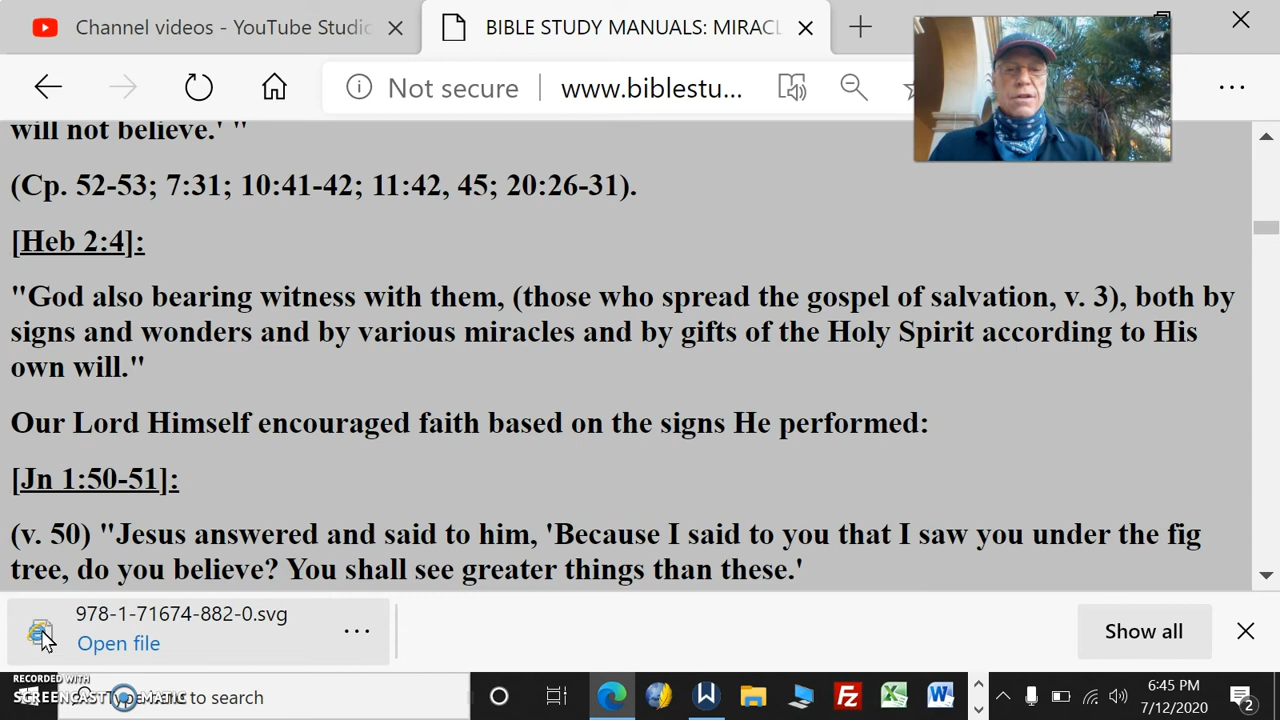 Channel videos - YouTube Studio
BIBLE STUDY MANUALS: MIRACL
Not secure
www.biblestu...
will not believe.' "
(Cp. 52-53; 7:31; 10:41-42; 11:42, 45; 20:26-31).
[Heb 2:4]:
"God also bearing witness with them, (those who spread the gospel of salvation, v. 3), both by
signs and wonders and by various miracles and by gifts of the Holy Spirit according to His
own will."
Our Lord Himself encouraged faith based on the signs He performed:
[Jn 1:50-51]:
(v. 50) "Jesus answered and said to him, 'Because I said to you that I saw you under the fig
tree, do you believe? You shall see greater things than these.'
978-1-71674-882-0.svg
Open file
Show all
RECORDED WITH
SCREENCAST MATIC
to search
6:45 PM
7/12/2020
2